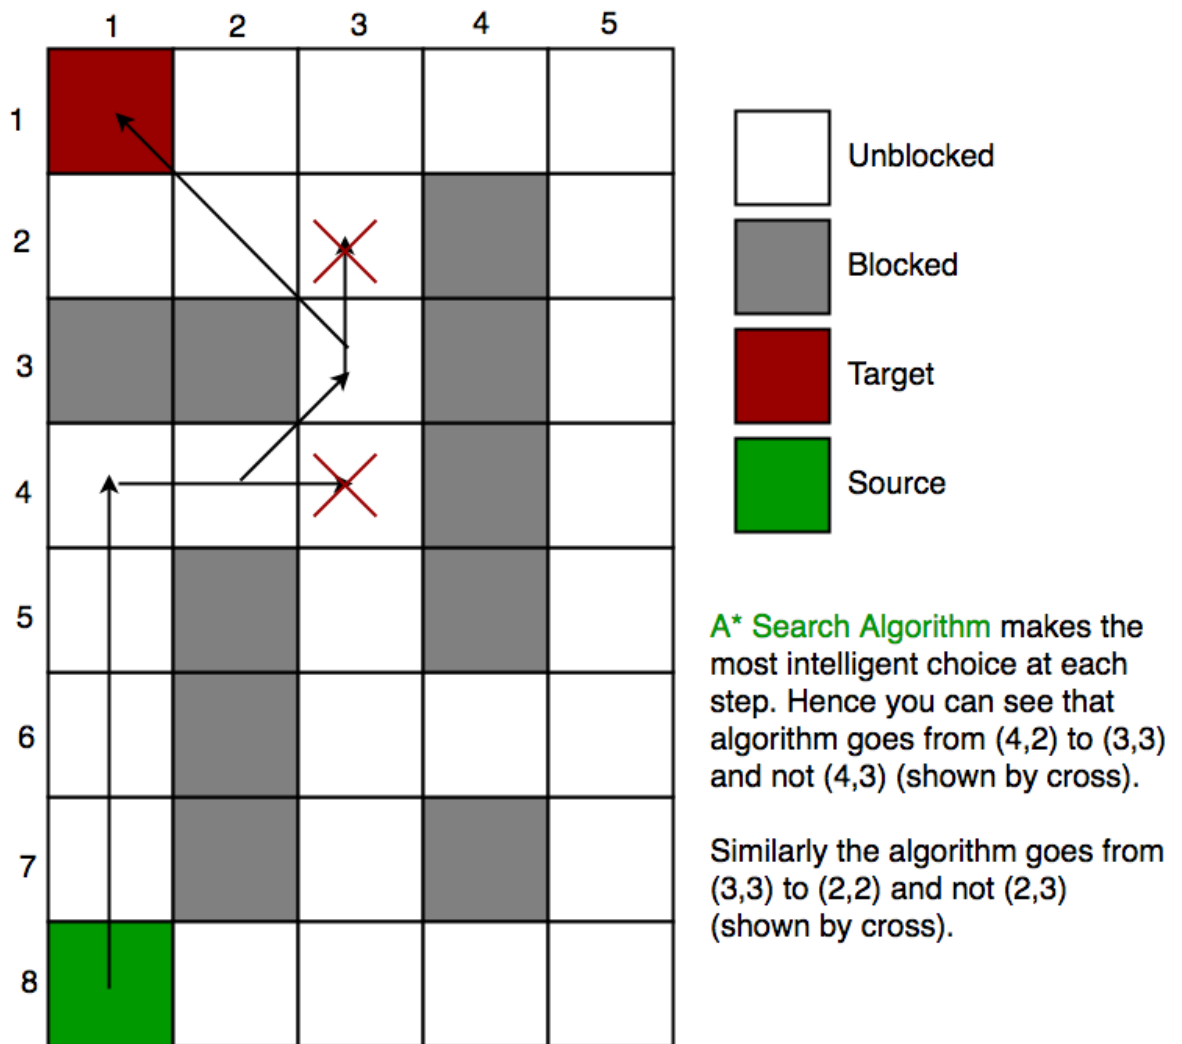 1 2 3 4 5
1
Unblocked
2
Blocked
3
Target
4
Source
5
A* Search Algorithm makes the
most intelligent choice at each
step. Hence you can see that
6
algorithm goes from (4,2) to (3,3)
and not (4,3) (shown by cross).
7
Similarly the algorithm goes from
(3,3) to (2,2) and not (2,3)
(shown by cross).
8